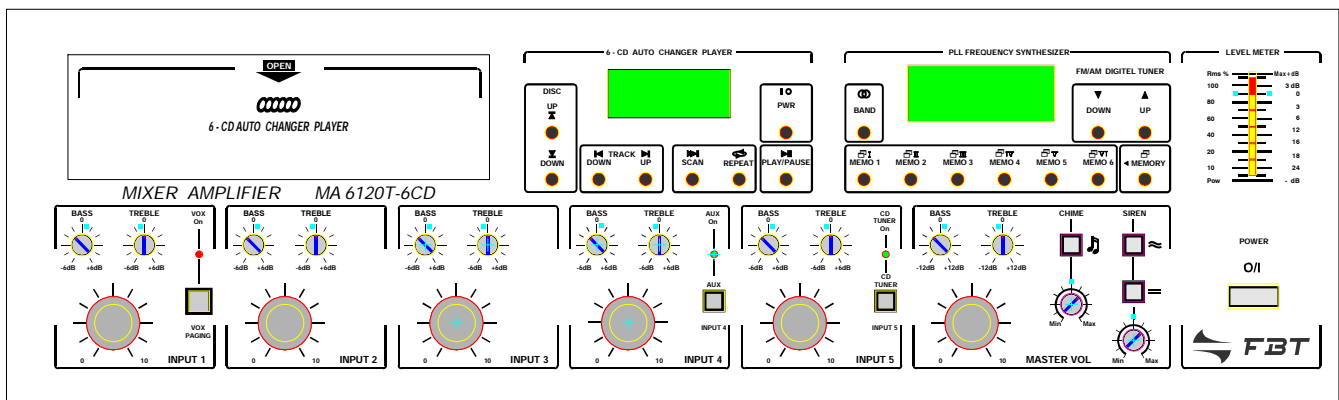 OPEN
6 - CD AUTO CHANGER PLAYER
MIXER AMPLIFIER MA 6120T-6CD
6 - CD AUTO CHANGER PLAYER
DISC
UP
DOWN
TRACK
DOWN UP
SCAN REPEAT
I O
PWR
PLAY/PAUSE
PLL FREQUENCY SYNTHESIZER
FM/AM DIGITEL TUNER
BAND
DOWN UP
I II III IV V VI
MEMO 1 MEMO 2 MEMO 3 MEMO 4 MEMO 5 MEMO 6
MEMORY
LEVEL METER
Rms % Max+dB
100 3 dB
80 0
60 3
40 6
20 12
10 16
Pow 18
24
- dB
BASS TREBLE
0 0
-6dB +6dB -6dB +6dB
VOX
On
VOX
PAGING
0 10
INPUT 1
BASS TREBLE
0 0
-6dB +6dB -6dB +6dB
0 10
INPUT 2
BASS TREBLE
0 0
-6dB +6dB -6dB +6dB
0 10
INPUT 3
BASS TREBLE
0 0
-6dB +6dB -6dB +6dB
AUX
On
AUX
INPUT 4
0 10
INPUT 4
BASS TREBLE
0 0
-6dB +6dB -6dB +6dB
CD
TUNER
On
CD
TUNER
INPUT 5
0 10
INPUT 5
BASS TREBLE
0 0
-12dB +12dB -12dB +12dB
CHIME SIREN
Min Max
Min Max
0 10
MASTER VOL
POWER
O/I
FBT